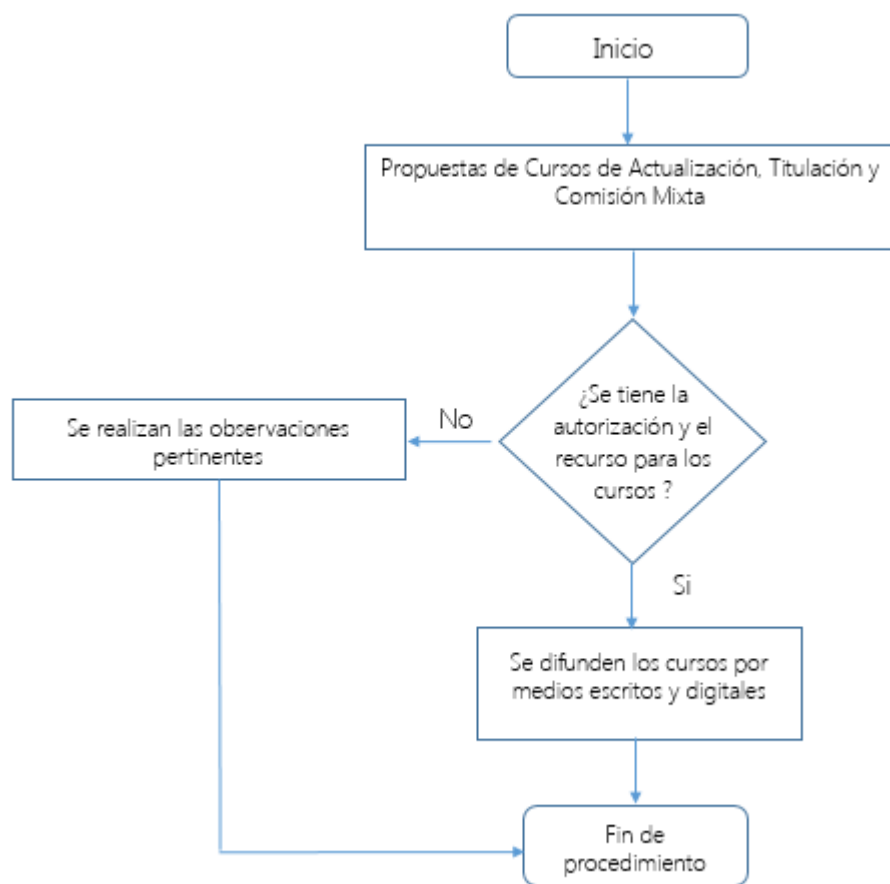 Inicio
Propuestas de Cursos de Actualización, Titulación y
Comisión Mixta
¿Se tiene la
autorización y el
recurso para los
cursos ?
No
Se realizan las observaciones
pertinentes
Si
Se difunden los cursos por
medios escritos y digitales
Fin de
procedimiento